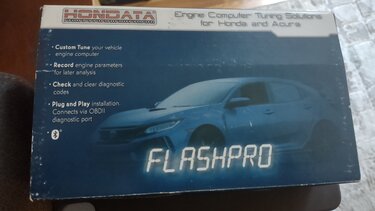 HONDATA
Engine Computer Tuning Solutions
for Honda and Acura
• Custom Tune your vehicle
engine computer
• Record engine parameters
for later analysis
• Check and clear diagnostic
codes
• Plug and Play installation
Connects via OBDII
diagnostic port
FLASHPRO